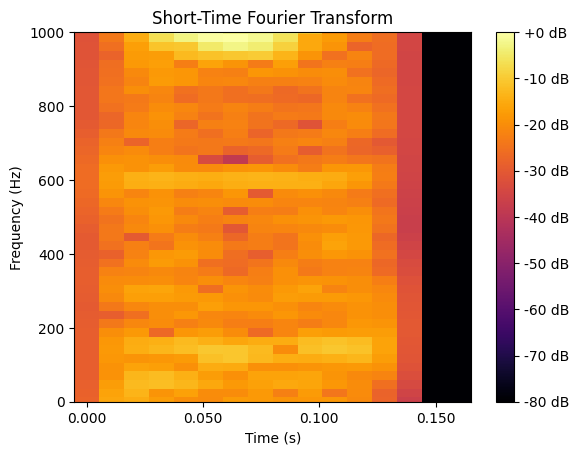 Short-Time Fourier Transform
1000
800
600
400
200
0
Frequency (Hz)
0.000
0.050
0.100
0.150
Time (s)
+0 dB
-10 dB
-20 dB
-30 dB
-40 dB
-50 dB
-60 dB
-70 dB
-80 dB